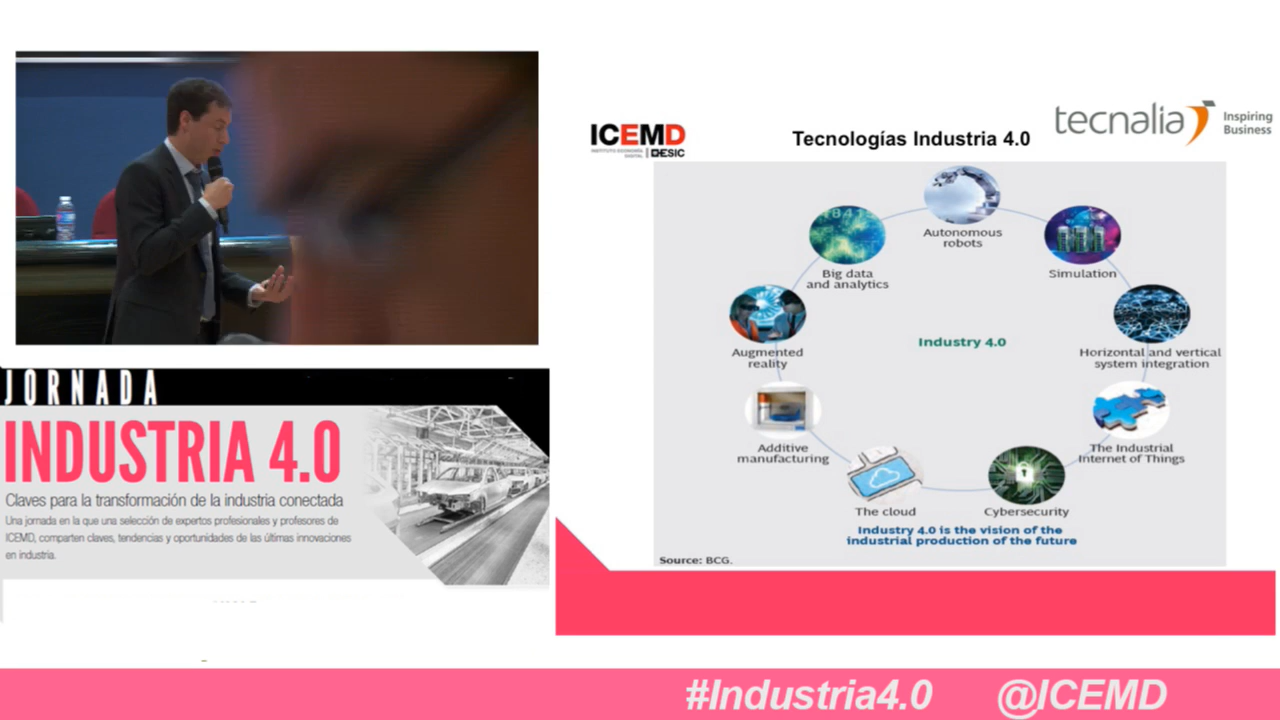 ICEMD
ESIC
Tecnologías Industria 4.0
tecnalia
Inspiring
Business
Autonomous
robots
Big data
and analytics
Simulation
Augmented
reality
Industry 4.0
Horizontal and vertical
system integration
Additive
manufacturing
The Industrial
Internet of Things
The cloud
Cybersecurity
Industry 4.0 is the vision of the
industrial production of the future
Source: BCG.
JORNADA
INDUSTRIA 4.0
Claves para la transformación de la industria conectada
Una jornada en la que una selección de expertos profesionales y profesores de
ICEMD, comparten claves, tendencias y oportunidades de las últimas innovaciones
en industria.
#Industria4.0 @ICEMD